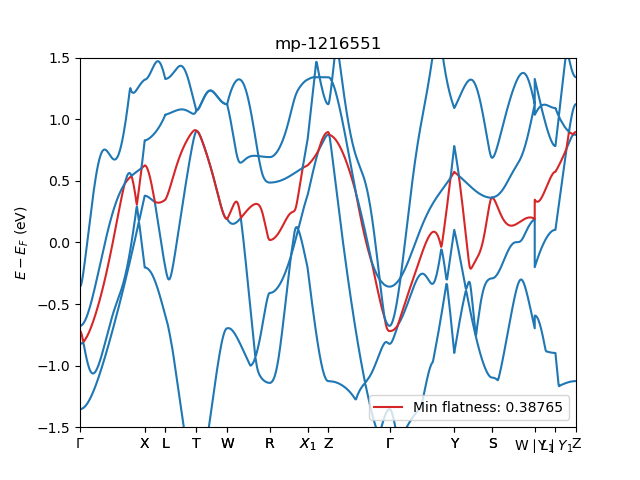 mp-1216551
1.5
1.0
0.5
0.0
−0.5
−1.0
−1.5
E − E_F (eV)
Min flatness: 0.38765
Γ X L T W R X₁ Z Γ Y S W | Y Y₁ Z